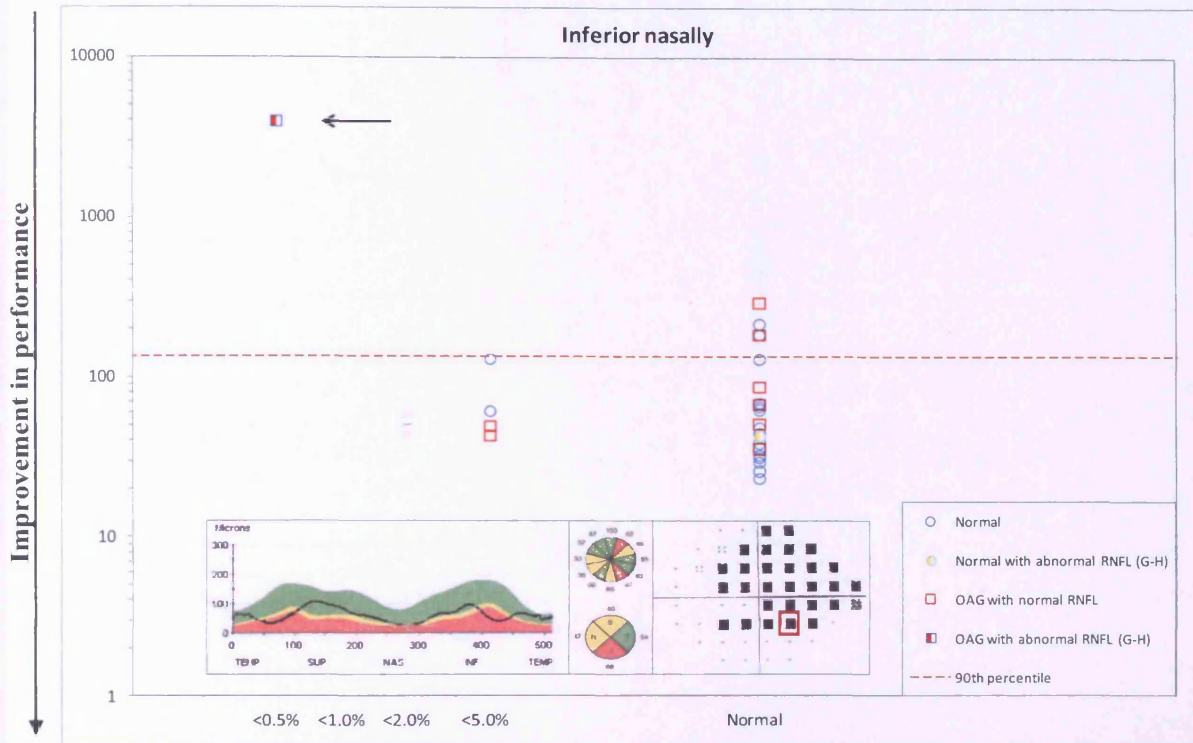 Inferior nasally
Improvement in performance
10000
1000
100
10
1
<0.5% <1.0% <2.0% <5.0% Normal
Microns
300
200
100
0
0 100 200 300 400 500
TEMP SUP NAS INF TEMP
Normal
Normal with abnormal RNFL (G-H)
OAG with normal RNFL
OAG with abnormal RNFL (G-H)
90th percentile